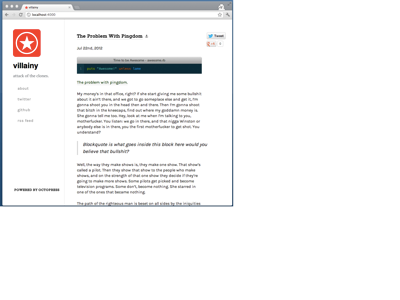 villainy
localhost:4000
villainy
attack of the clones.
about
twitter
github
rss feed
POWERED BY OCTOPRESS
The Problem With Pingdom
Jul 22nd, 2012
Tweet
The problem with pingdom.
My money's in that office, right? If she start giving me some bullshit
about it ain't there, and we got to go someplace else and get it, I'm
gonna shoot you in the head then and there. Then I'm gonna shoot
that bitch in the kneecaps, find out where my goddamn money is.
She gonna tell me too. Hey, look at me when I'm talking to you,
motherfucker. You listen: we go in there, and that nigga Winston or
anybody else is in there, you the first motherfucker to get shot. You
understand?
Blockquote is what goes inside this block here would you
believe that bullshit?
Well, the way they make shows is, they make one show. That show's
called a pilot. Then they show that show to the people who make
shows, and on the strength of that one show they decide if they're
going to make more shows. Some pilots get picked and become
television programs. Some don't, become nothing. She starred in
one of the ones that became nothing.
The path of the righteous man is beset on all sides by the iniquities